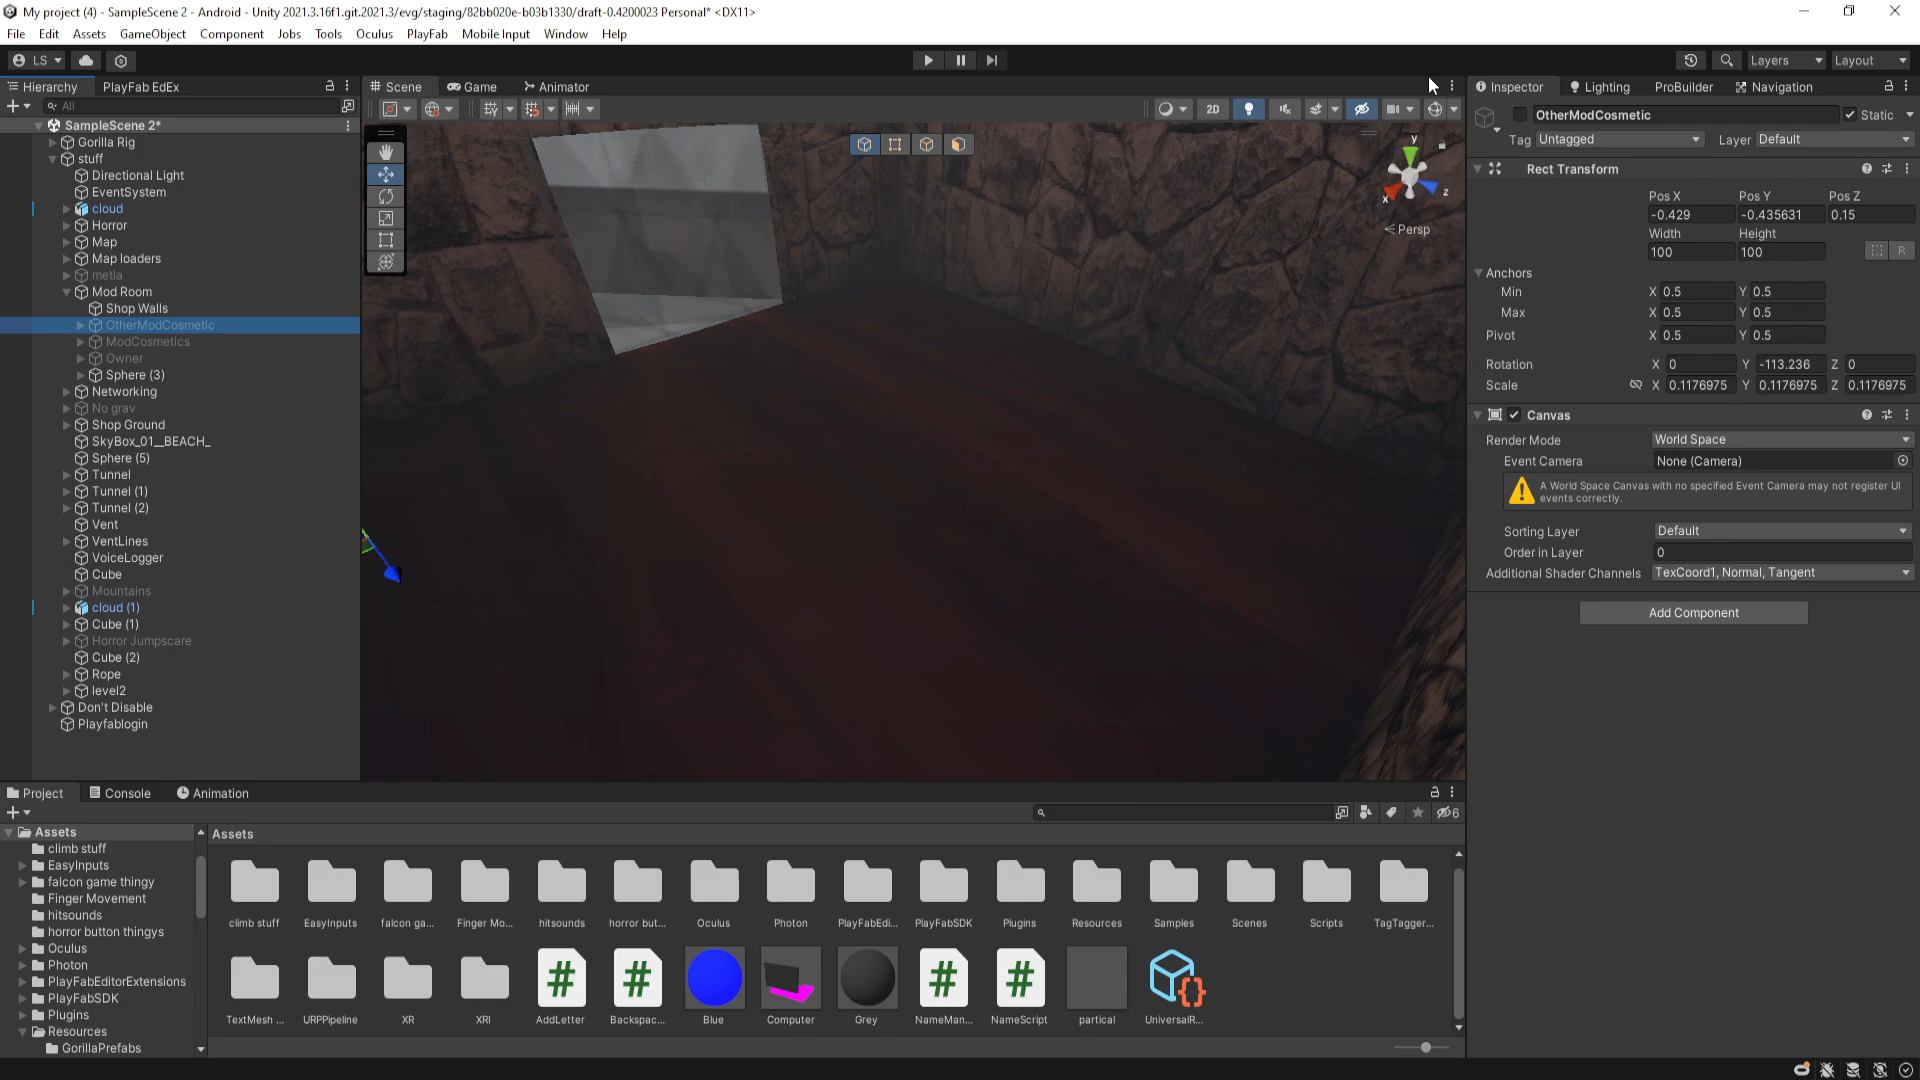 My project (4) - SampleScene 2 - Android - Unity 2021.3.16f1.git.2021.3/evg/staging/82bb020e-b03b1330/draft-0.4200023 Personal* <DX11>
File Edit Assets GameObject Component Jobs Tools Oculus PlayFab Mobile Input Window Help
LS Layers Layout
Hierarchy PlayFab EdEx
All
SampleScene 2*
Gorilla Rig
stuff
Directional Light
EventSystem
cloud
Horror
Map
Map loaders
metla
Mod Room
Shop Walls
OtherModCosmetic
ModCosmetics
Owner
Sphere (3)
Networking
No grav
Shop Ground
SkyBox_01__BEACH_
Sphere (5)
Tunnel
Tunnel (1)
Tunnel (2)
Vent
VentLines
VoiceLogger
Cube
Mountains
cloud (1)
Cube (1)
Horror Jumpscare
Cube (2)
Rope
level2
Don't Disable
Playfablogin
Scene Game Animator
2D
y
x z
Persp
Inspector Lighting ProBuilder Navigation
OtherModCosmetic Static
Tag Untagged Layer Default
Rect Transform
Pos X Pos Y Pos Z
-0.429 -0.435631 0.15
Width Height
100 100 R
Anchors
Min X 0.5 Y 0.5
Max X 0.5 Y 0.5
Pivot X 0.5 Y 0.5
Rotation X 0 Y -113.236 Z 0
Scale X 0.1176975 Y 0.1176975 Z 0.1176975
Canvas
Render Mode World Space
Event Camera None (Camera)
A World Space Canvas with no specified Event Camera may not register UI
events correctly.
Sorting Layer Default
Order in Layer 0
Additional Shader Channels TexCoord1, Normal, Tangent
Add Component
Project Console Animation
6
Assets
climb stuff
EasyInputs
falcon game thingy
Finger Movement
hitsounds
horror button thingys
Oculus
Photon
PlayFabEditorExtensions
PlayFabSDK
Plugins
Resources
GorillaPrefabs
Assets
climb stuff EasyInputs falcon ga... Finger Mo... hitsounds horror but... Oculus Photon PlayFabEdi... PlayFabSDK Plugins Resources Samples Scenes Scripts TagTagger...
# # # #
TextMesh ... URPPipeline XR XRI AddLetter Backspac... Blue Computer Grey NameMan... NameScript partical UniversalR...